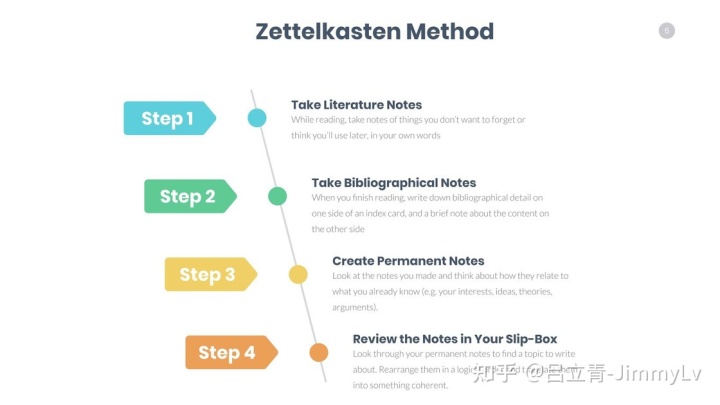 Zettelkasten Method
5
Step 1
Take Literature Notes
While reading, take notes of things you don't want to forget or
think you'll use later, in your own words
Step 2
Take Bibliographical Notes
When you finish reading, write down bibliographical detail on
one side of an index card, and a brief note about the content on
the other side
Step 3
Create Permanent Notes
Look at the notes you made and think about how they relate to
what you already know (e.g. your interests, ideas, theories,
arguments).
Step 4
Review the Notes in Your Slip-Box
Look through your permanent notes to find a topic to write
about. Rearrange them in a
into something coherent.
知乎 @吕立青-JimmyLv